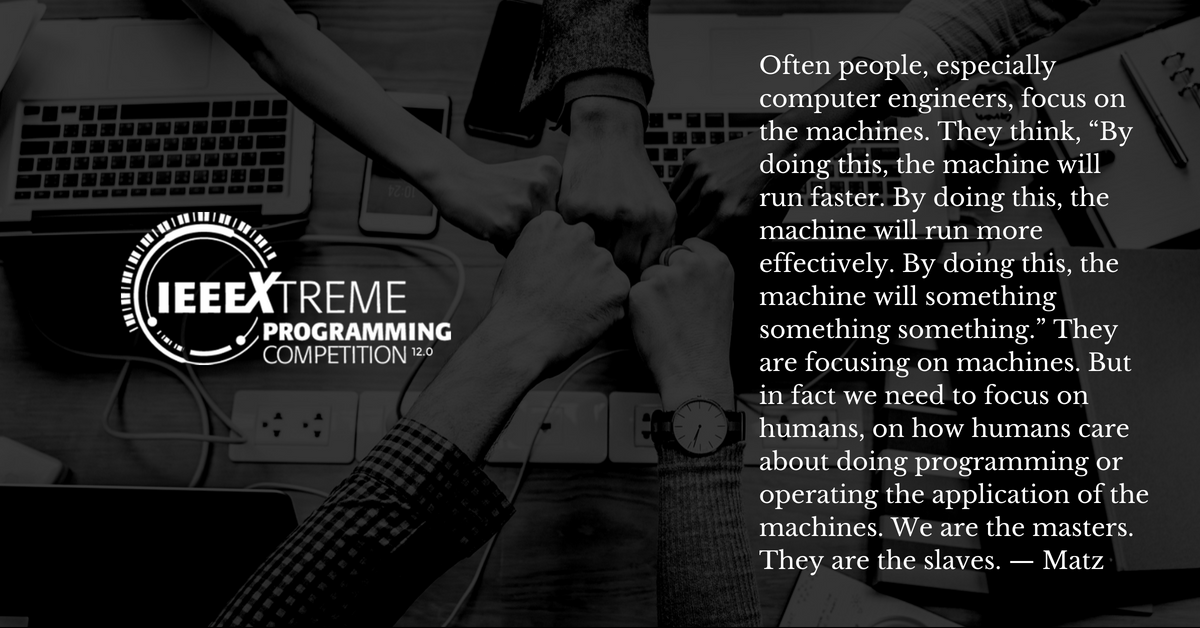 IEEEXTREME
PROGRAMMING
COMPETITION 12.0
10:24
Often people, especially
computer engineers, focus on
the machines. They think, “By
doing this, the machine will
run faster. By doing this, the
machine will run more
effectively. By doing this, the
machine will something
something something.” They
are focusing on machines. But
in fact we need to focus on
humans, on how humans care
about doing programming or
operating the application of the
machines. We are the masters.
They are the slaves. — Matz